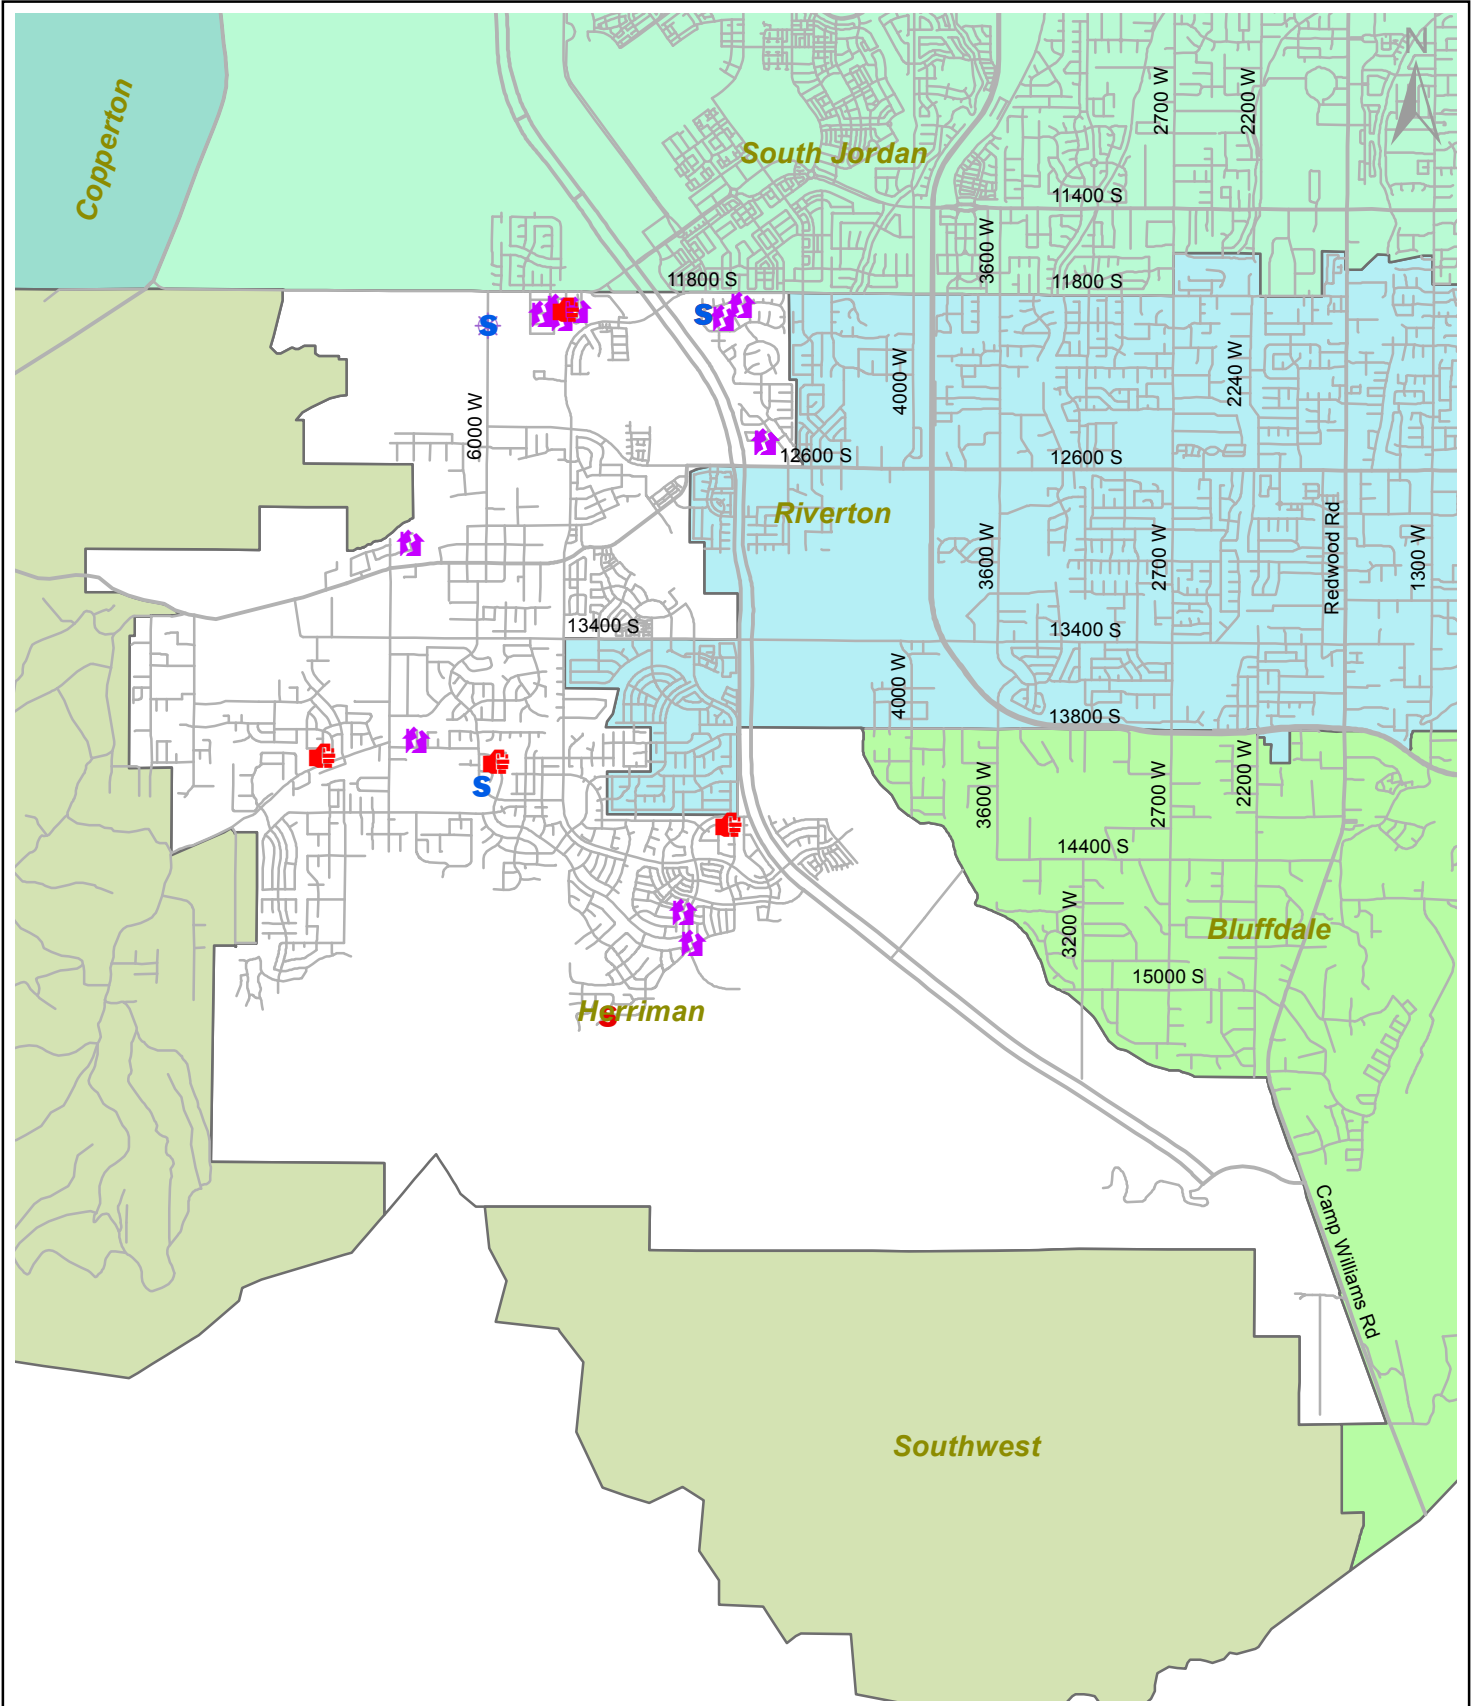 N
Copperton
South Jordan
2700 W
2200 W
11400 S
3600 W
11800 S
11800 S
S
S
6000 W
4000 W
2240 W
12600 S
12600 S
Riverton
3600 W
2700 W
Redwood Rd
1300 W
13400 S
13400 S
4000 W
13800 S
S
3600 W
2700 W
2200 W
14400 S
3200 W
Bluffdale
15000 S
Herriman
S
Camp Williams Rd
Southwest